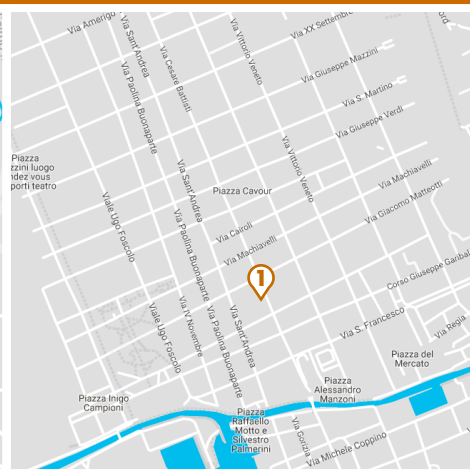 Via Amerigo
Via XX Settembre
ord
Via Sant'Andrea
Via Vittorio Veneto
Via Cesare Battisti
Via Paolina Buonaparte
Via Giuseppe Mazzini
Via S. Martino
Via Giuseppe Verdi
Piazza
zzini luogo
dez vous
porti teatro
Via Sant'Andrea
Via Vittorio Veneto
Piazza Cavour
Via Machiavelli
Viale Ugo Foscolo
Via Paolina Buonaparte
Via Cairoli
Via Giacomo Matteotti
Via Machiavelli
1
Corso Giuseppe Garibal
Viale Ugo Foscolo
Via IV Novembre
Via Paolina Buonaparte
Via Sant'Andrea
Via S. Francesco
Via Regia
Piazza del
Mercato
Piazza
Alessandro
Manzoni
Piazza Inigo
Campioni
Piazza
Raffaello
Motto e
Silvestro
Palmerini
Via Gorizia
Via Michele Coppino